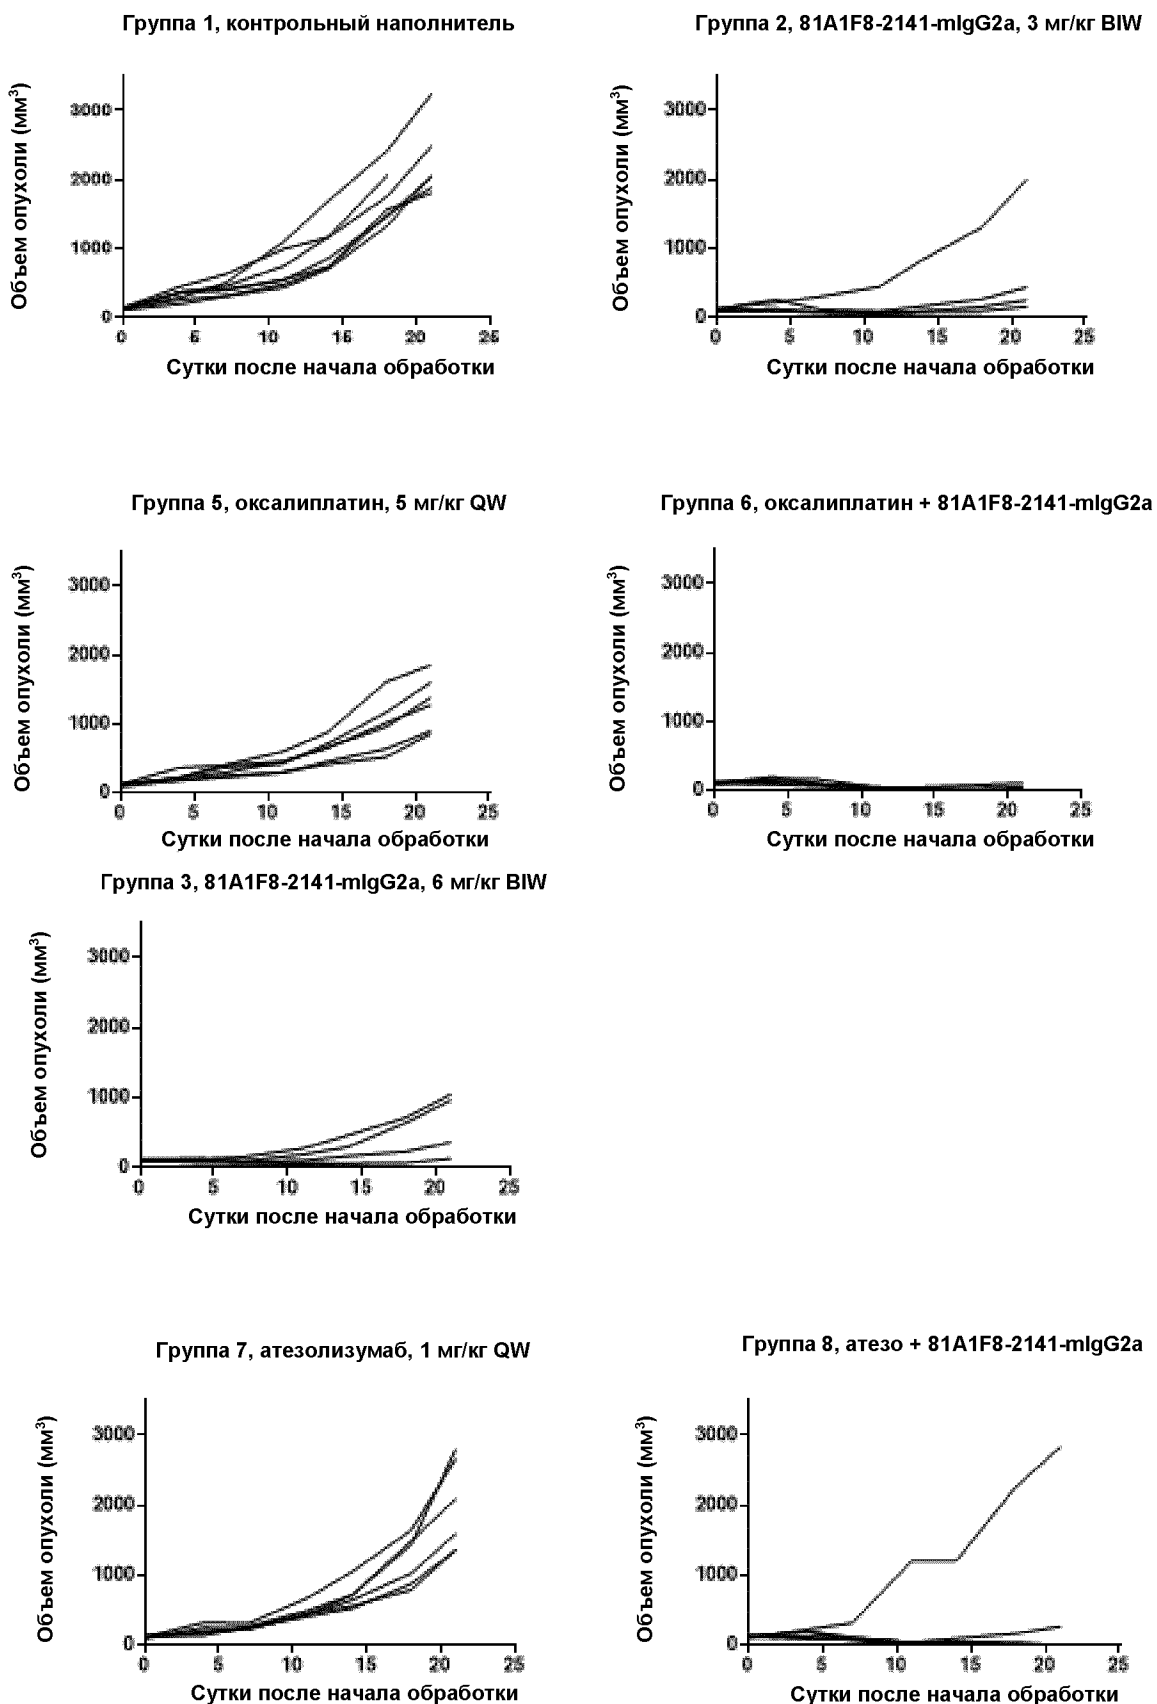 Группа 1, контрольный наполнитель
Объем опухоли (мм³)
3000
2000
1000
0
0 5 10 15 20 25
Сутки после начала обработки
Группа 2, 81A1F8-2141-mIgG2a, 3 мг/кг BIW
Объем опухоли (мм³)
3000
2000
1000
0
0 5 10 15 20 25
Сутки после начала обработки
Группа 5, оксалиплатин, 5 мг/кг QW
Объем опухоли (мм³)
3000
2000
1000
0
0 5 10 15 20 25
Сутки после начала обработки
Группа 6, оксалиплатин + 81A1F8-2141-mIgG2a
Объем опухоли (мм³)
3000
2000
1000
0
0 5 10 15 20 25
Сутки после начала обработки
Группа 3, 81A1F8-2141-mIgG2a, 6 мг/кг BIW
Объем опухоли (мм³)
3000
2000
1000
0
0 5 10 15 20 25
Сутки после начала обработки
Группа 7, атезолизумаб, 1 мг/кг QW
Объем опухоли (мм³)
3000
2000
1000
0
0 5 10 15 20 25
Сутки после начала обработки
Группа 8, атезо + 81A1F8-2141-mIgG2a
Объем опухоли (мм³)
3000
2000
1000
0
0 5 10 15 20 25
Сутки после начала обработки